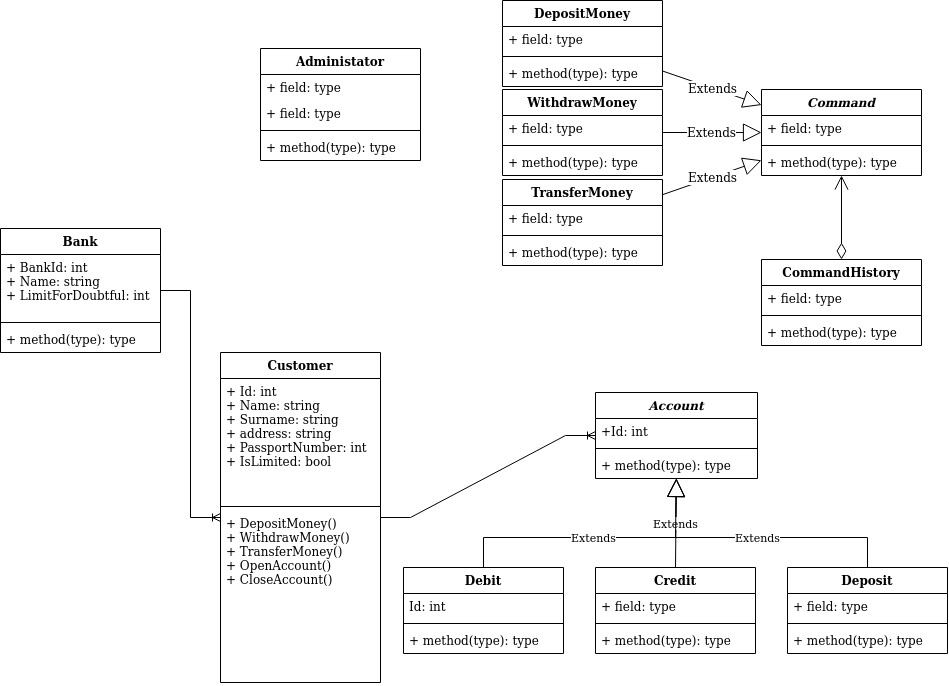 DepositMoney
+ field: type
+ method(type): type
Administator
+ field: type
+ field: type
+ method(type): type
Extends
WithdrawMoney
+ field: type
+ method(type): type
Extends
Command
+ field: type
+ method(type): type
TransferMoney
+ field: type
+ method(type): type
Extends
CommandHistory
+ field: type
+ method(type): type
Bank
+ BankId: int
+ Name: string
+ LimitForDoubtful: int
+ method(type): type
Customer
+ Id: int
+ Name: string
+ Surname: string
+ address: string
+ PassportNumber: int
+ IsLimited: bool
+ DepositMoney()
+ WithdrawMoney()
+ TransferMoney()
+ OpenAccount()
+ CloseAccount()
Account
+Id: int
+ method(type): type
Extends
Extends
Extends
Debit
Id: int
+ method(type): type
Credit
+ field: type
+ method(type): type
Deposit
+ field: type
+ method(type): type